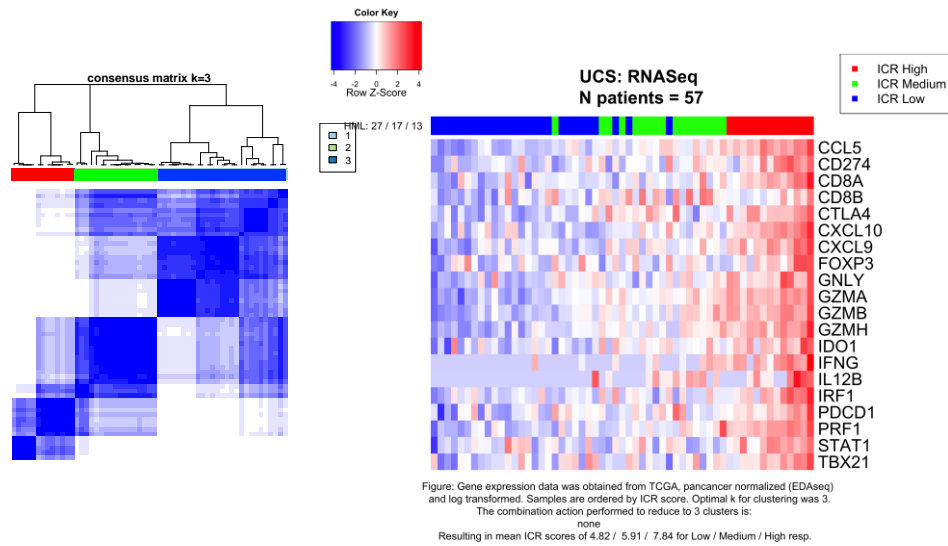 consensus matrix k=3
Color Key
-4 -2 0 2 4
Row Z-Score
HML: 27 / 17 / 13
1
2
3
UCS: RNASeq
N patients = 57
ICR High
ICR Medium
ICR Low
CCL5
CD274
CD8A
CD8B
CTLA4
CXCL10
CXCL9
FOXP3
GNLY
GZMA
GZMB
GZMH
IDO1
IFNG
IL12B
IRF1
PDCD1
PRF1
STAT1
TBX21
Figure: Gene expression data was obtained from TCGA, pancancer normalized (EDAseq)
and log transformed. Samples are ordered by ICR score. Optimal k for clustering was 3.
The combination action performed to reduce to 3 clusters is:
none
Resulting in mean ICR scores of 4.82 / 5.91 / 7.84 for Low / Medium / High resp.